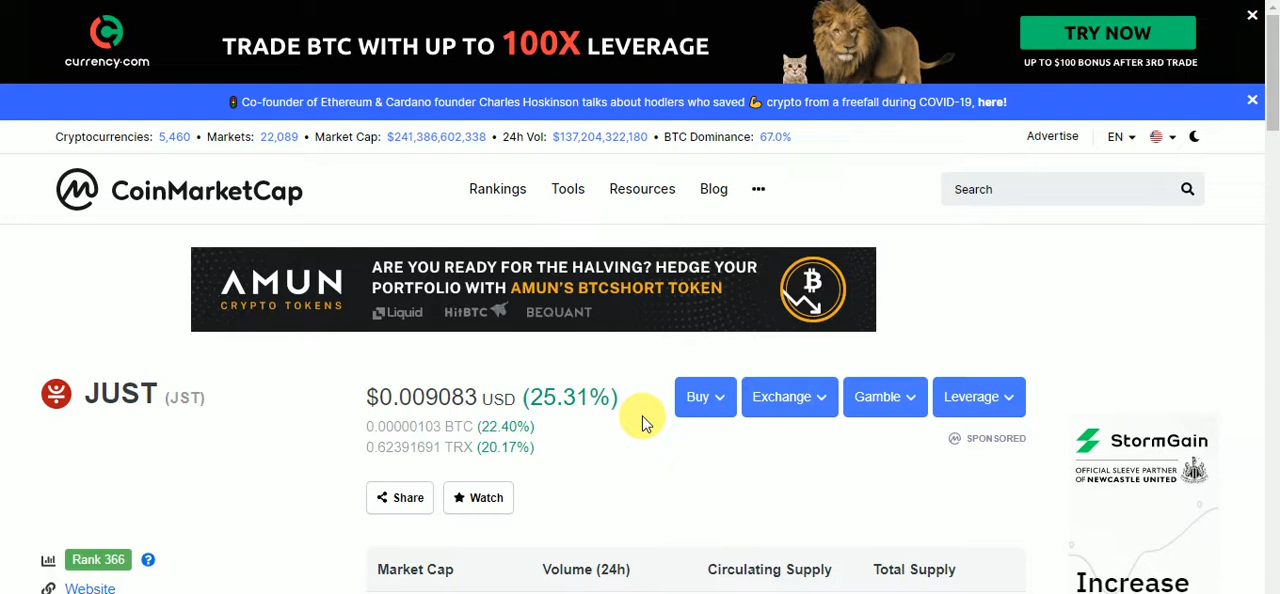 TRADE BTC WITH UP TO 100X LEVERAGE
currency.com
TRY NOW
UP TO $100 BONUS AFTER 3RD TRADE
Co-founder of Ethereum & Cardano founder Charles Hoskinson talks about hodlers who saved 💪 crypto from a freefall during COVID-19, here!
Cryptocurrencies: 5,460 • Markets: 22,089 • Market Cap: $241,386,602,338 • 24h Vol: $137,204,322,180 • BTC Dominance: 67.0%
Advertise
EN
CoinMarketCap
Rankings
Tools
Resources
Blog
•••
Search
AMUN
CRYPTO TOKENS
ARE YOU READY FOR THE HALVING? HEDGE YOUR
PORTFOLIO WITH AMUN'S BTCSHORT TOKEN
Liquid HitBTC BEQUANT
JUST (JST)
$0.009083 USD (25.31%)
0.00000103 BTC (22.40%)
0.62391691 TRX (20.17%)
Buy
Exchange
Gamble
Leverage
SPONSORED
Share
Watch
StormGain
OFFICIAL SLEEVE PARTNER
OF NEWCASTLE UNITED
Increase
Rank 366
?
Website
Market Cap
Volume (24h)
Circulating Supply
Total Supply